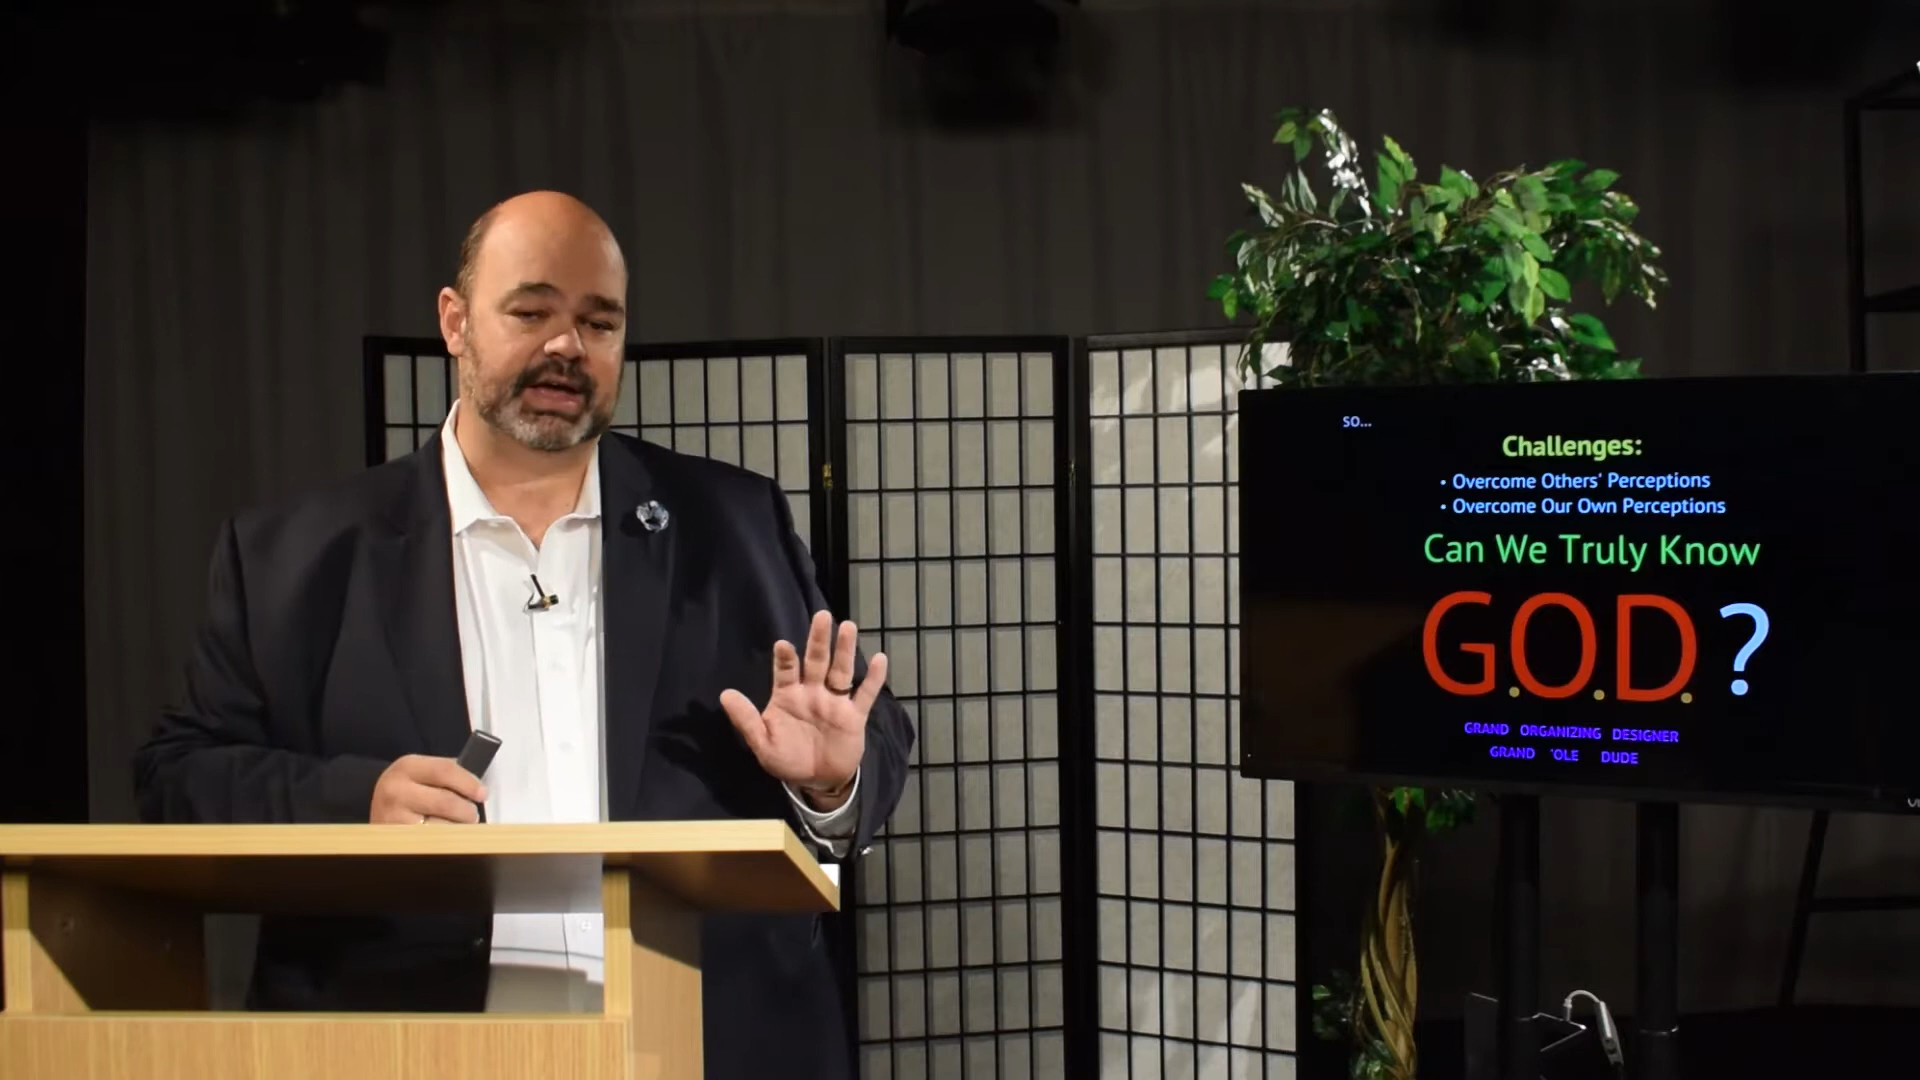 SO...
Challenges:
• Overcome Others' Perceptions
• Overcome Our Own Perceptions
Can We Truly Know
G.O.D.?
GRAND ORGANIZING DESIGNER
GRAND 'OLE DUDE